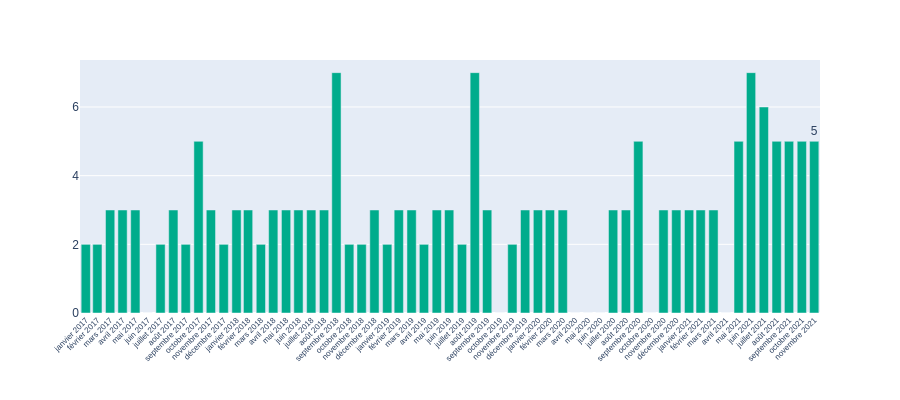 6
4
2
0
5
janvier 2017
février 2017
mars 2017
avril 2017
mai 2017
juin 2017
juillet 2017
août 2017
septembre 2017
octobre 2017
novembre 2017
décembre 2017
janvier 2018
février 2018
mars 2018
avril 2018
mai 2018
juin 2018
juillet 2018
août 2018
septembre 2018
octobre 2018
novembre 2018
décembre 2018
janvier 2019
février 2019
mars 2019
avril 2019
mai 2019
juin 2019
juillet 2019
août 2019
septembre 2019
octobre 2019
novembre 2019
décembre 2019
janvier 2020
février 2020
mars 2020
avril 2020
mai 2020
juin 2020
juillet 2020
août 2020
septembre 2020
octobre 2020
novembre 2020
décembre 2020
janvier 2021
février 2021
mars 2021
avril 2021
mai 2021
juin 2021
juillet 2021
août 2021
septembre 2021
octobre 2021
novembre 2021